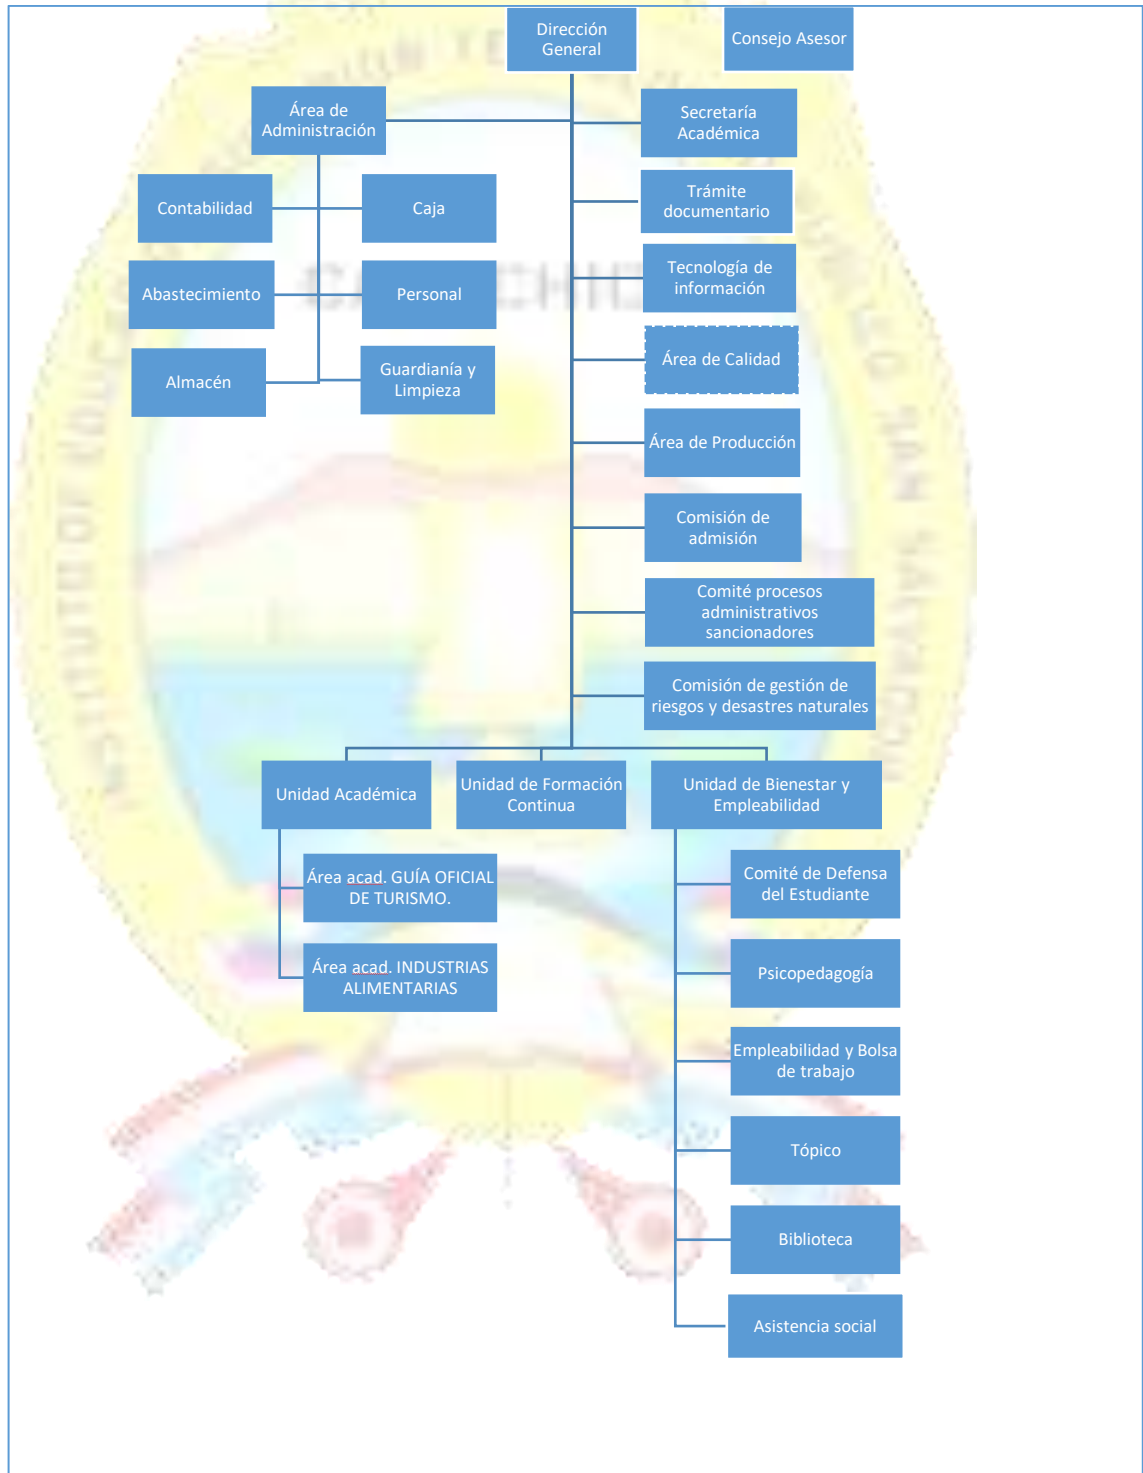 Dirección
General
Consejo Asesor
Área de
Administración
Secretaría
Académica
Contabilidad
Caja
Trámite
documentario
Abastecimiento
Personal
Tecnología de
información
Almacén
Guardianía y
Limpieza
Área de Calidad
Área de Producción
Comisión de
admisión
Comité procesos
administrativos
sancionadores
Comisión de gestión de
riesgos y desastres naturales
Unidad Académica
Unidad de Formación
Continua
Unidad de Bienestar y
Empleabilidad
Área acad. GUÍA OFICIAL
DE TURISMO.
Área acad. INDUSTRIAS
ALIMENTARIAS
Comité de Defensa
del Estudiante
Psicopedagogía
Empleabilidad y Bolsa
de trabajo
Tópico
Biblioteca
Asistencia social